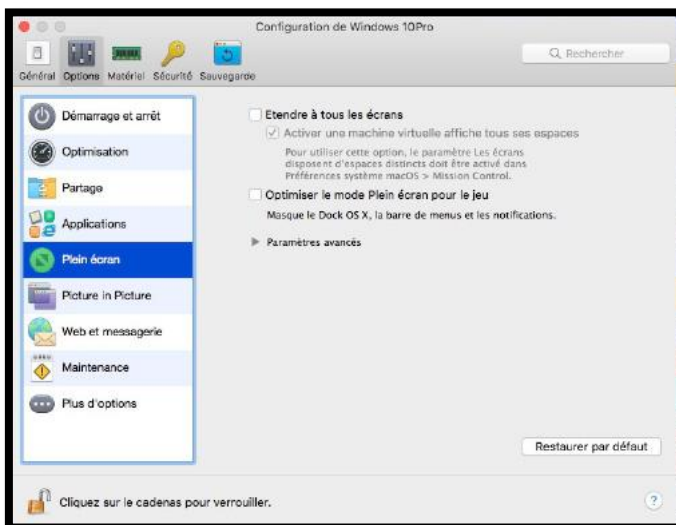 Configuration de Windows 10Pro
Général Options Matériel Sécurité Sauvegarde
Rechercher
Démarrage et arrêt
Optimisation
Partage
Applications
Plein écran
Picture in Picture
Web et messagerie
Maintenance
Plus d'options
Etendre à tous les écrans
Activer une machine virtuelle affiche tous ses espaces
Pour utiliser cette option, le paramètre Les écrans
disposent d'espaces distincts doit être activé dans
Préférences système macOS > Mission Control.
Optimiser le mode Plein écran pour le jeu
Masque le Dock OS X, la barre de menus et les notifications.
Paramètres avancés
Restaurer par défaut
Cliquez sur le cadenas pour verrouiller.
?